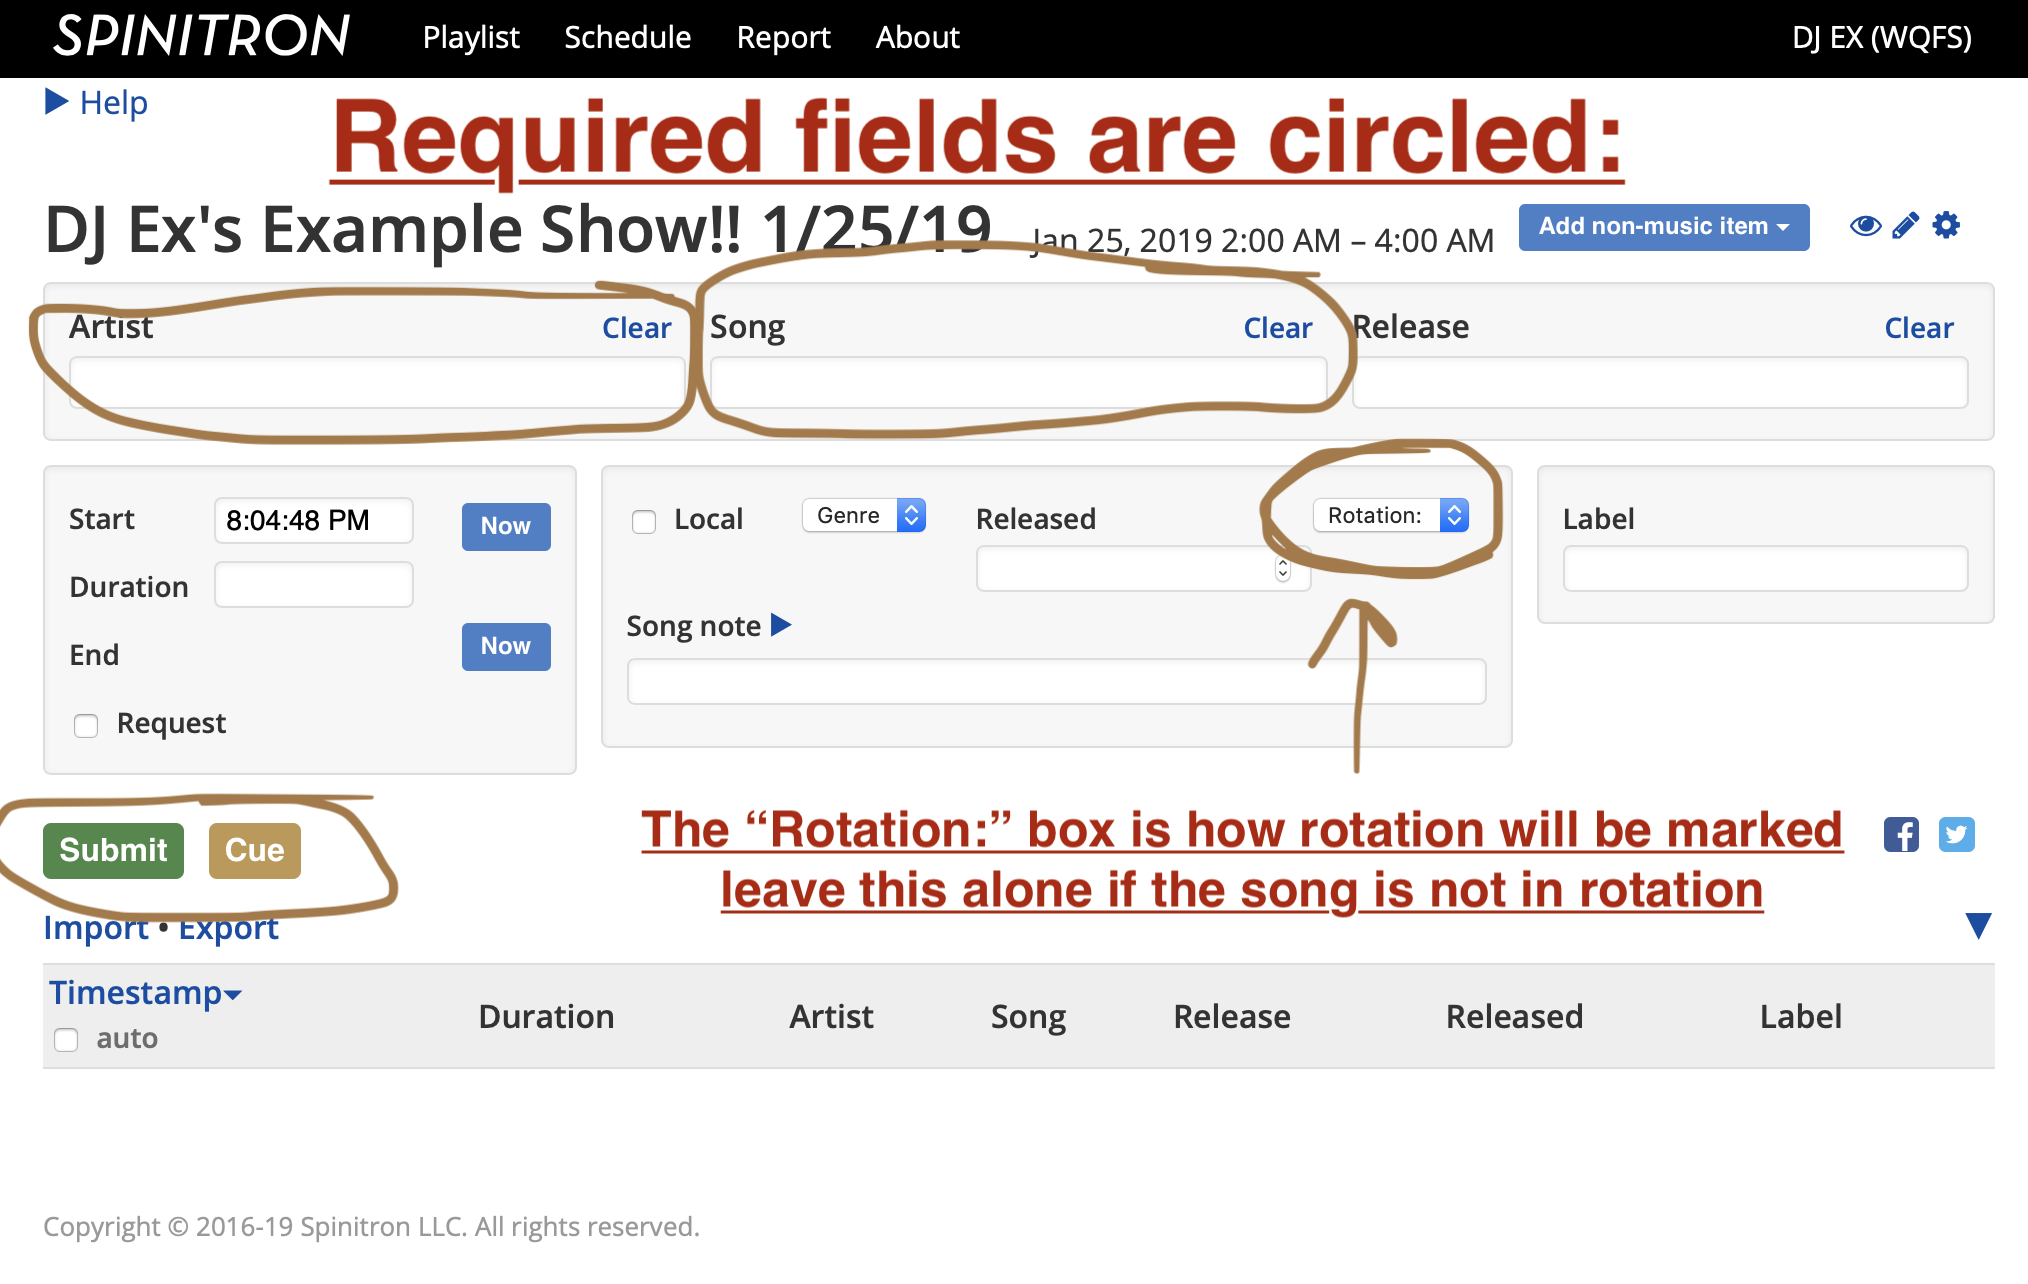 SPINITRON Playlist Schedule Report About DJ EX (WQFS)
Help
Required fields are circled:
DJ Ex's Example Show!! 1/25/19 Jan 25, 2019 2:00 AM – 4:00 AM Add non-music item
Artist Clear Song Clear Release Clear
Start 8:04:48 PM Now Local Genre Released Rotation: Label
Duration
Song note
End Now
Request
The “Rotation:” box is how rotation will be marked
leave this alone if the song is not in rotation
Submit Cue
Import • Export
Timestamp
auto
Duration Artist Song Release Released Label
Copyright © 2016-19 Spinitron LLC. All rights reserved.